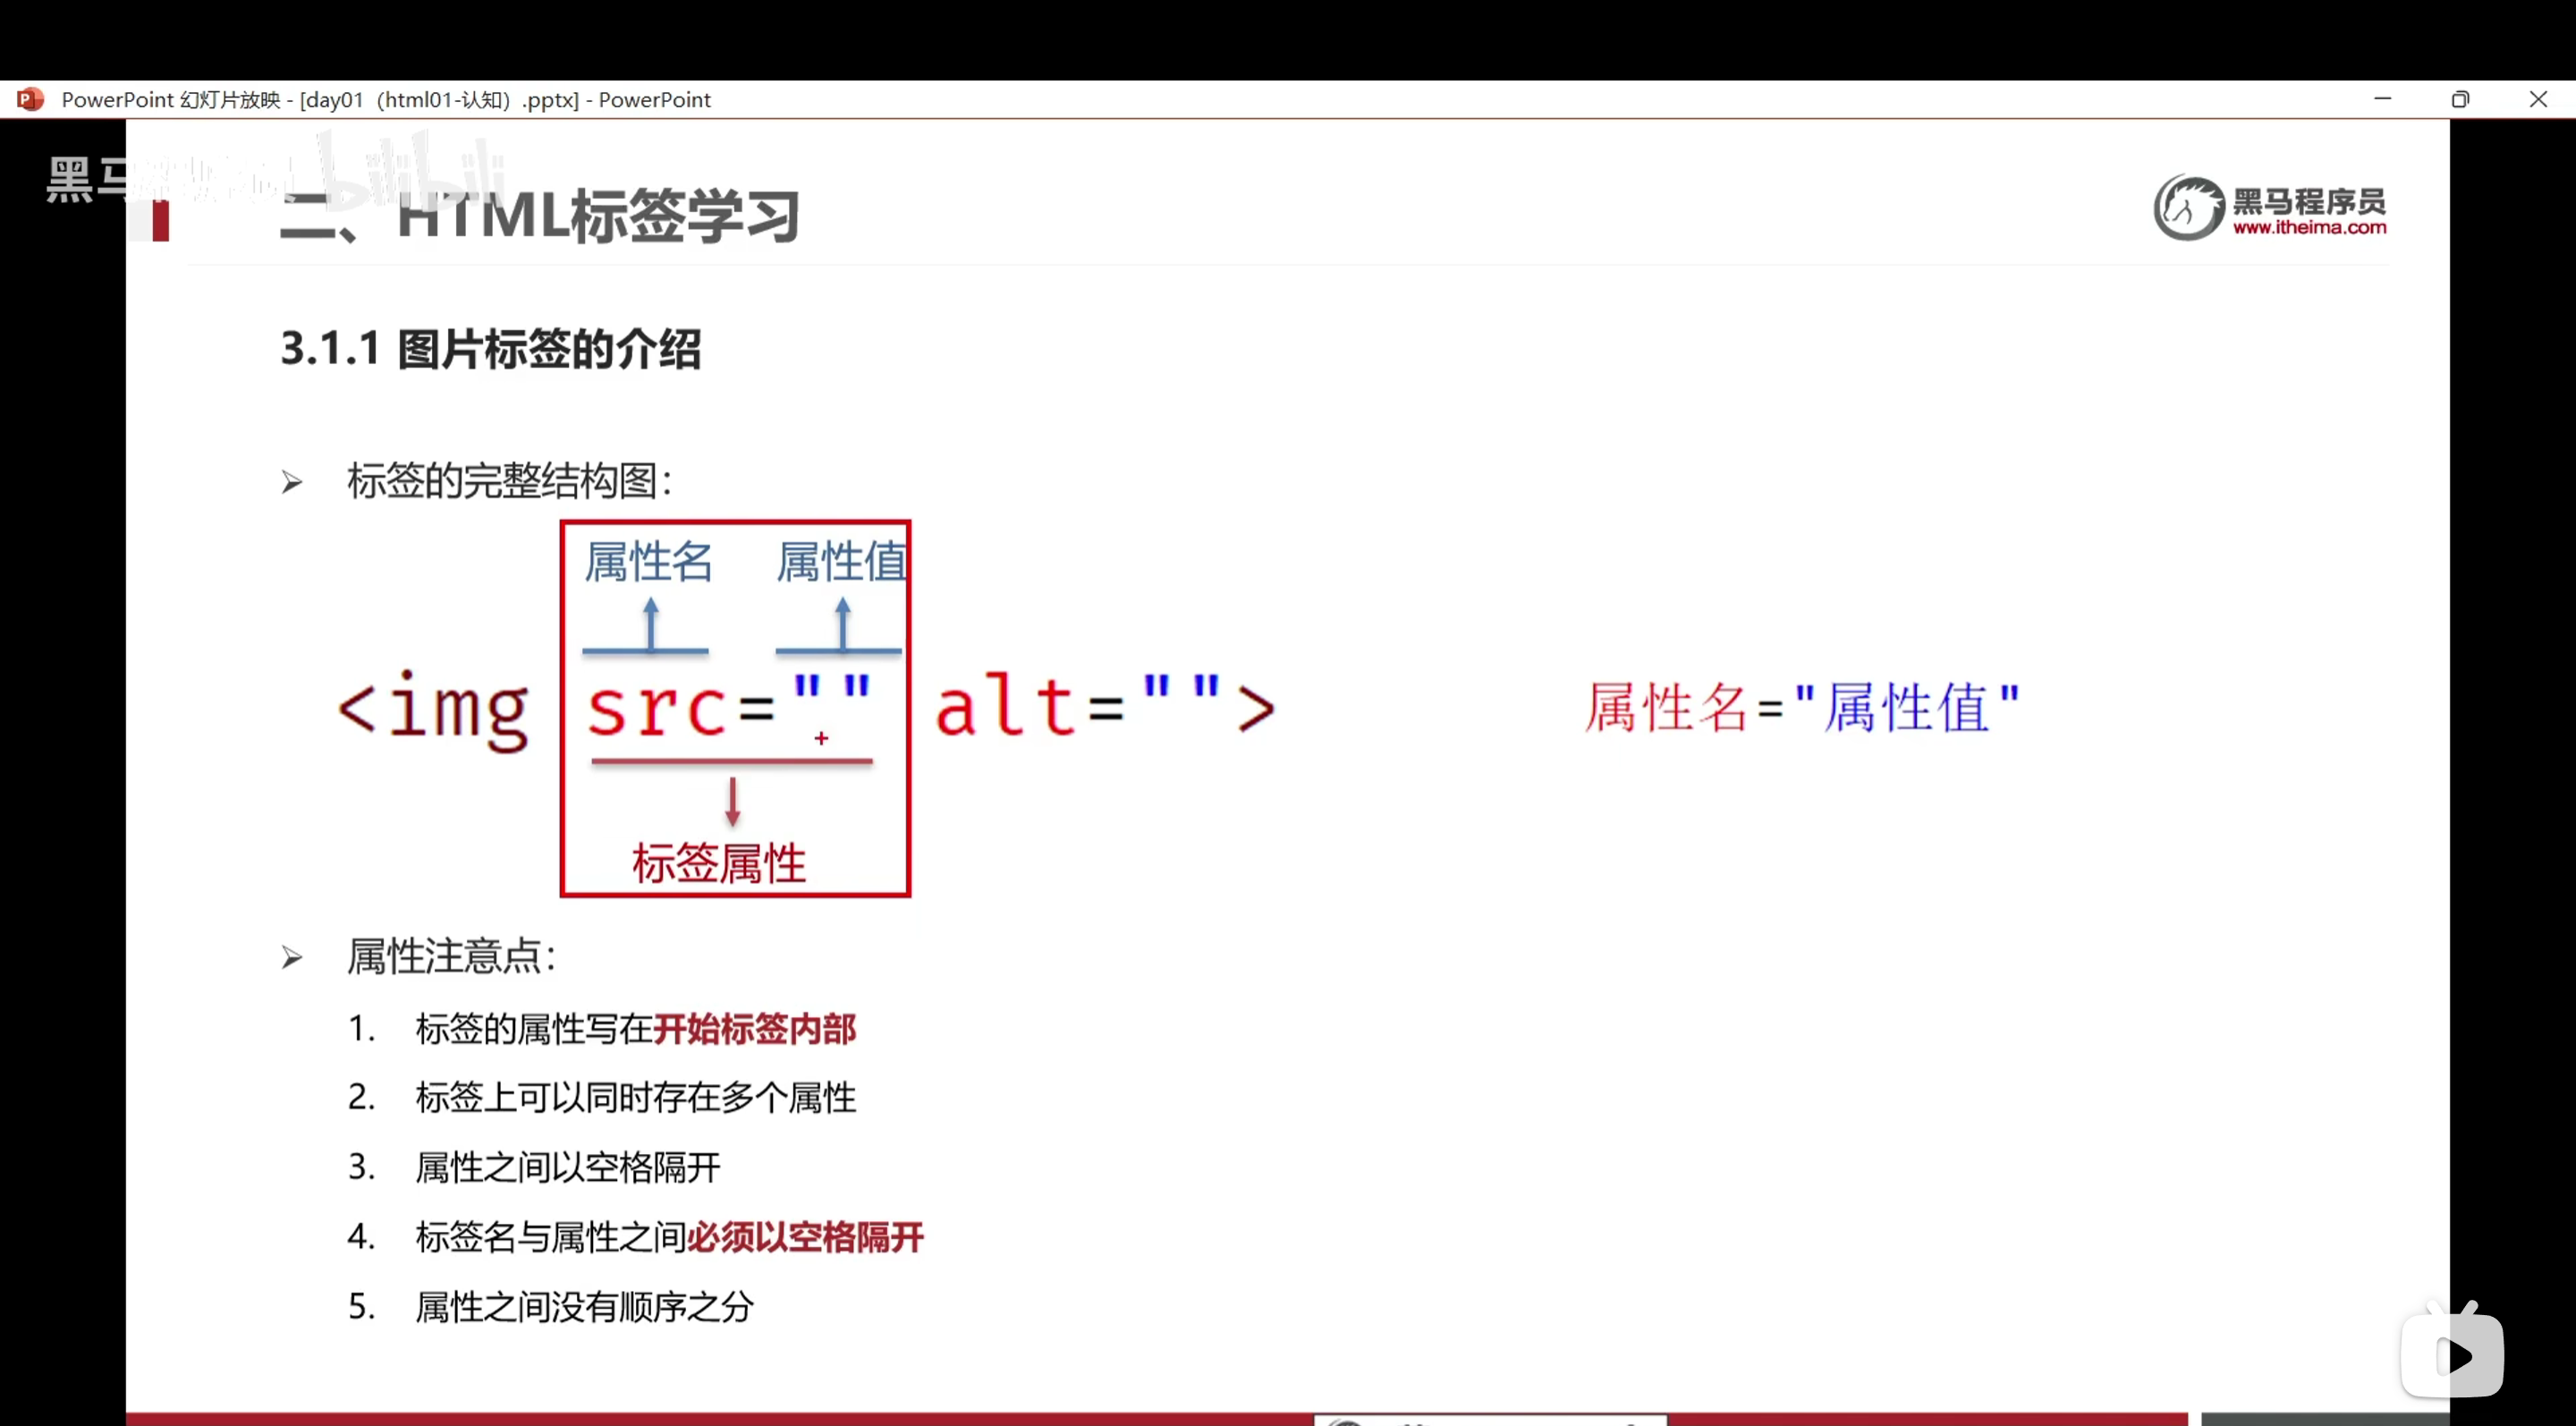 PowerPoint 幻灯片放映 - [day01（html01-认知）.pptx] - PowerPoint
黑马 bilibili
二、HTML标签学习
黑马程序员
www.itheima.com
3.1.1 图片标签的介绍
标签的完整结构图：
属性名 属性值
<img src="" alt=""> 属性名="属性值"
标签属性
属性注意点：
1. 标签的属性写在开始标签内部
2. 标签上可以同时存在多个属性
3. 属性之间以空格隔开
4. 标签名与属性之间必须以空格隔开
5. 属性之间没有顺序之分